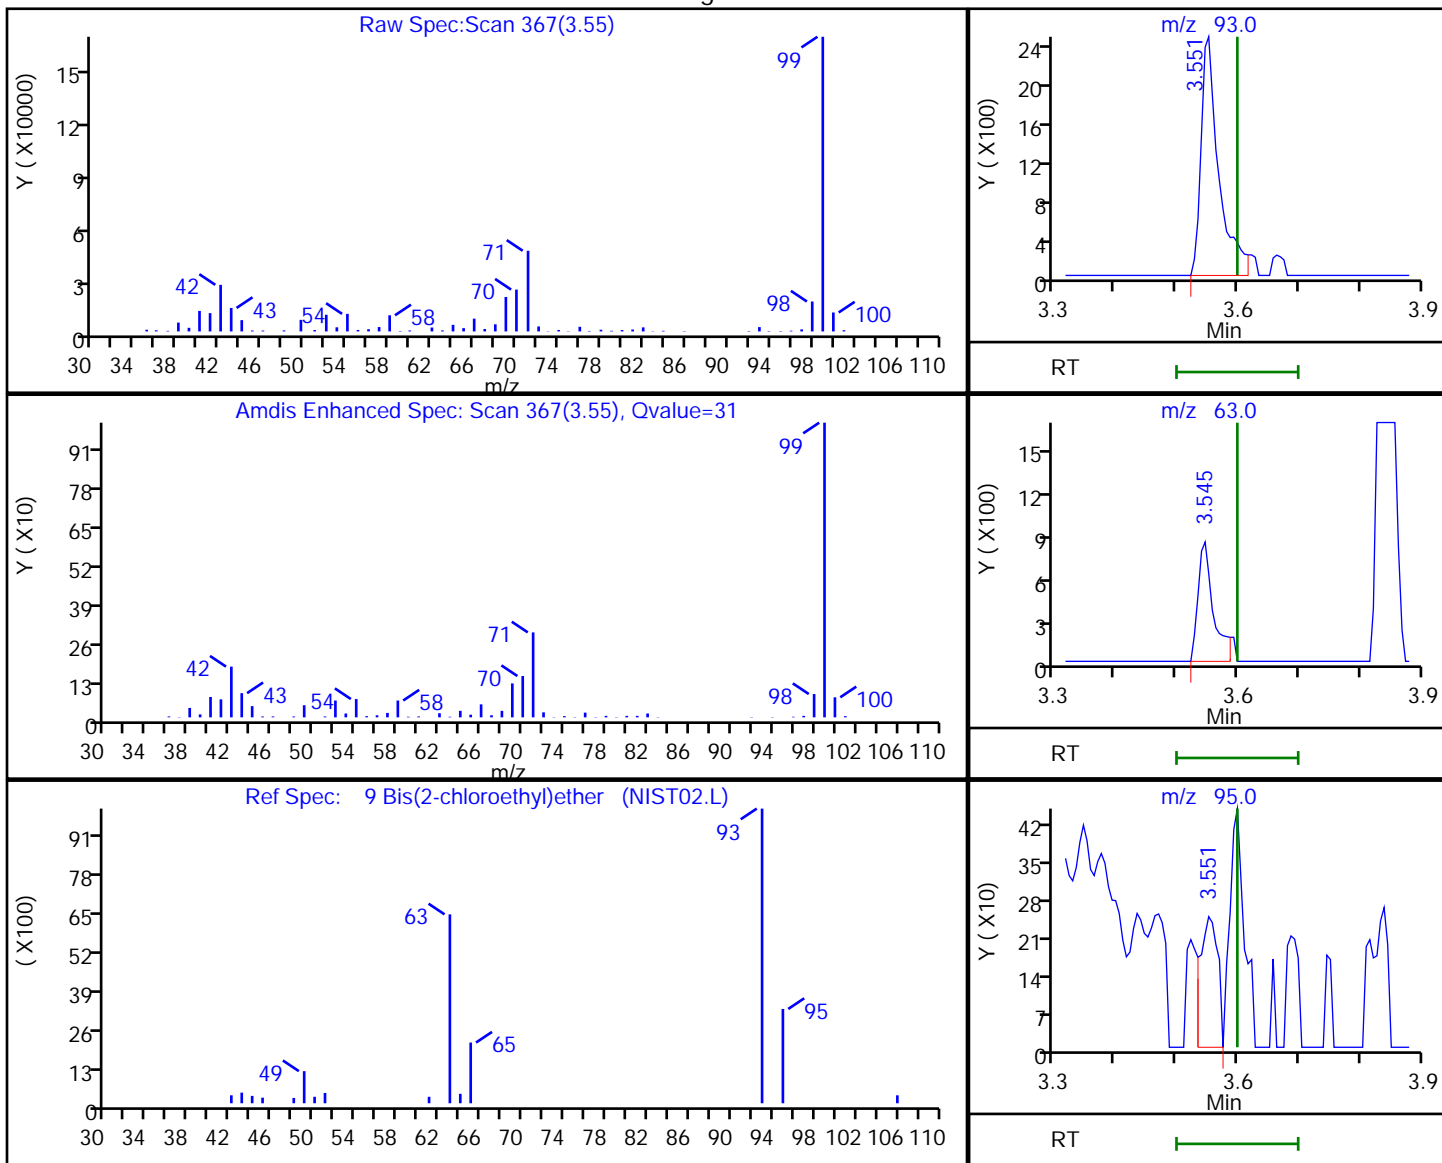 Raw Spec:Scan 367(3.55)
Y ( X10000)
15
12
9
6
3
0
99
71
70
42
43
54
58
98
100
30 34 38 42 46 50 54 58 62 66 70 74 78 82 86 90 94 98 102 106 110
m/z
m/z 93.0
Y ( X100)
24
20
16
12
8
4
0
3.551
3.3 3.6 3.9
Min
RT
Amdis Enhanced Spec: Scan 367(3.55), Qvalue=31
Y ( X10)
91
78
65
52
39
26
13
0
99
71
70
42
43
54
58
98
100
30 34 38 42 46 50 54 58 62 66 70 74 78 82 86 90 94 98 102 106 110
m/z
m/z 63.0
Y ( X100)
15
12
9
6
3
0
3.545
3.3 3.6 3.9
Min
RT
Ref Spec: 9 Bis(2-chloroethyl)ether (NIST02.L)
( X100)
91
78
65
52
39
26
13
0
93
63
95
65
49
30 34 38 42 46 50 54 58 62 66 70 74 78 82 86 90 94 98 102 106 110
m/z 95.0
Y ( X10)
42
35
28
21
14
7
0
3.551
3.3 3.6 3.9
Min
RT